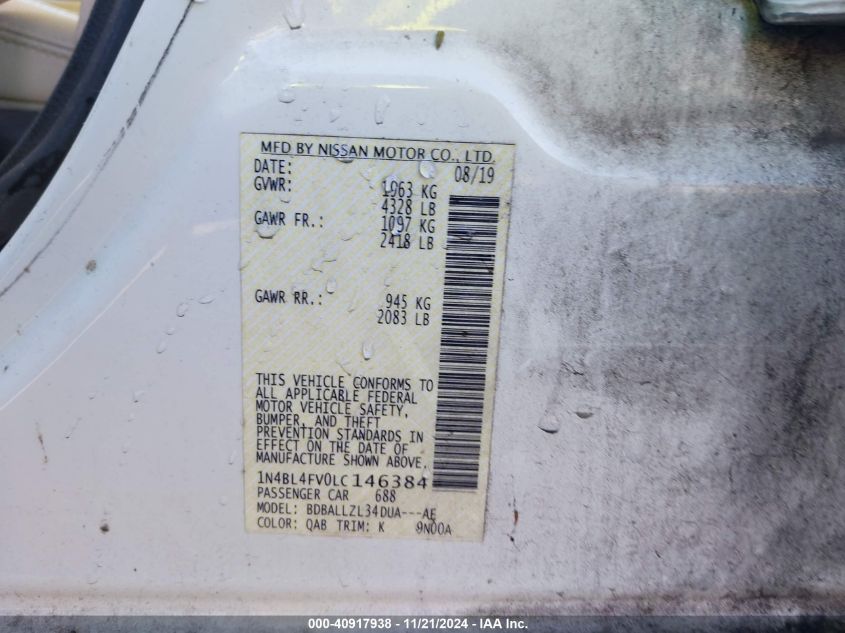 MFD BY NISSAN MOTOR CO., LTD.
DATE: 08/19
GVWR: 1963 KG
4328 LB
GAWR FR.: 1097 KG
2418 LB
GAWR RR.: 945 KG
2083 LB
THIS VEHICLE CONFORMS TO
ALL APPLICABLE FEDERAL
MOTOR VEHICLE SAFETY,
BUMPER, AND THEFT
PREVENTION STANDARDS IN
EFFECT ON THE DATE OF
MANUFACTURE SHOWN ABOVE.
1N4BL4FV0LC146384
PASSENGER CAR 688
MODEL: BDBALLZL34DUA---AE
COLOR: QAB TRIM: K 9N00A
000-40917938 - 11/21/2024 - IAA Inc.